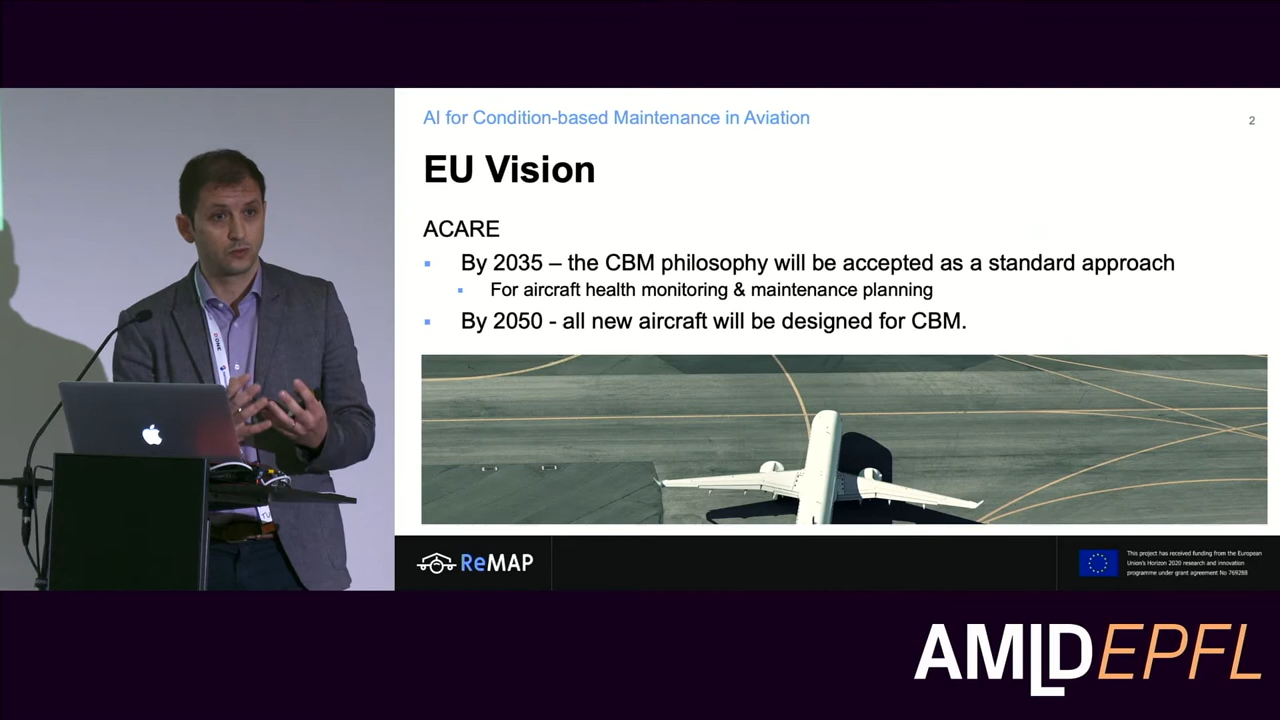 AI for Condition-based Maintenance in Aviation
2
EU Vision
ACARE
By 2035 – the CBM philosophy will be accepted as a standard approach
For aircraft health monitoring & maintenance planning
By 2050 - all new aircraft will be designed for CBM.
ReMAP
This project has received funding from the European
Union's Horizon 2020 research and innovation
programme under grant agreement No 769288
AMLDEPFL